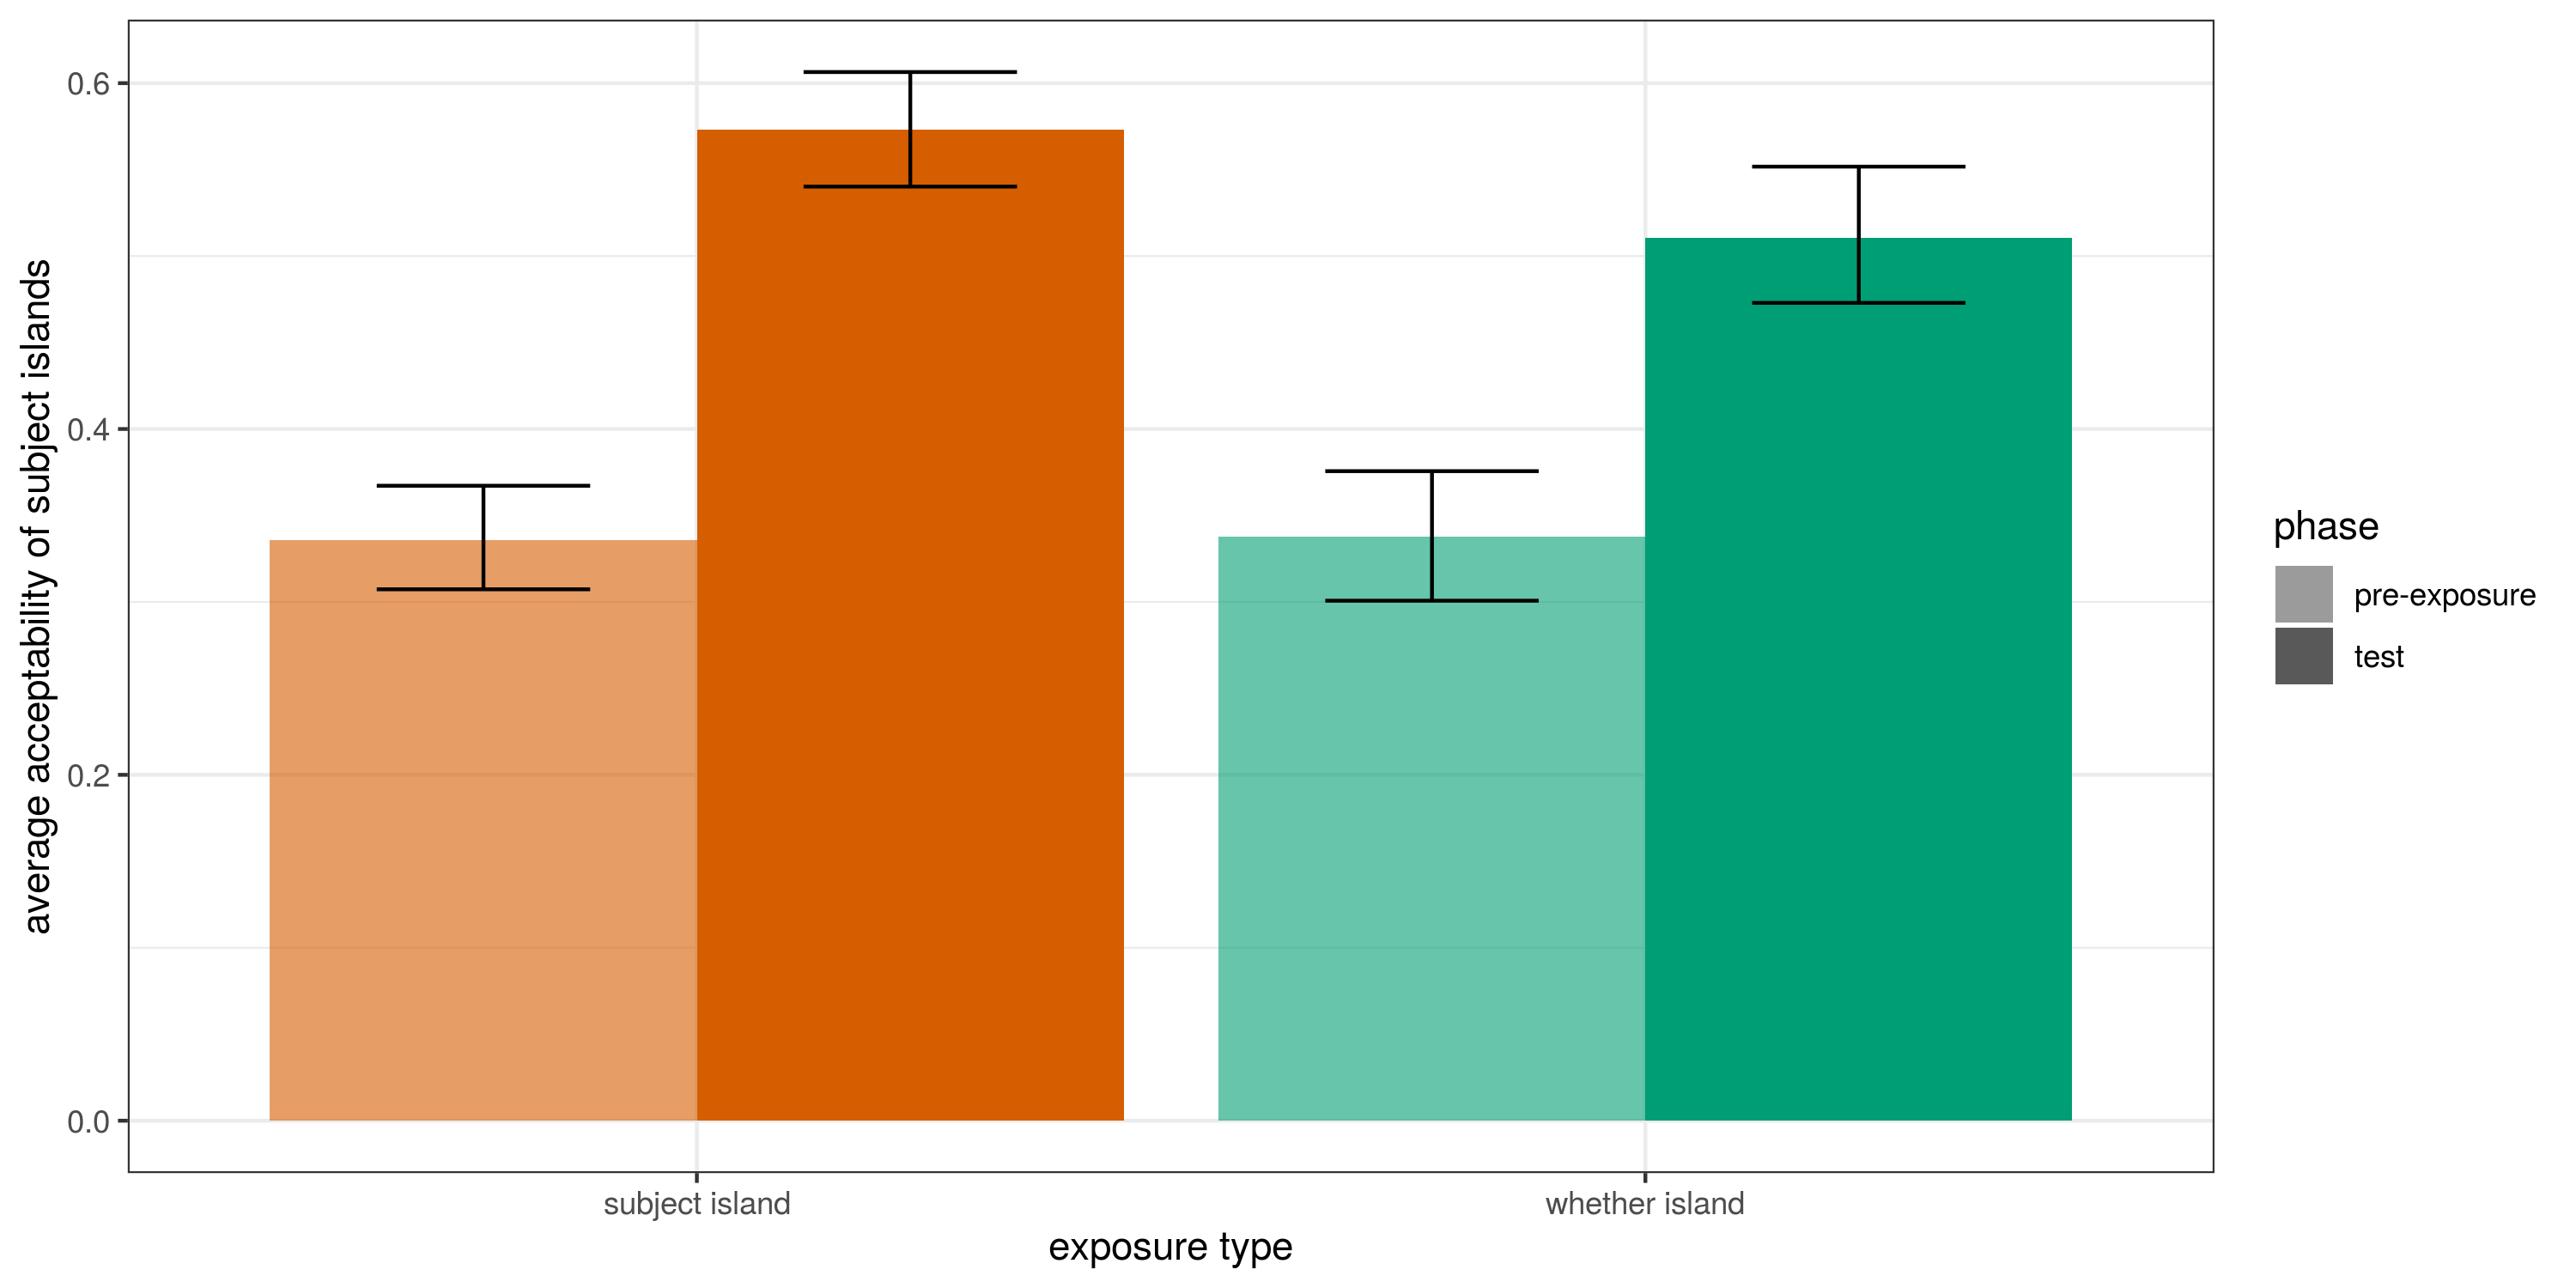 average acceptability of subject islands
0.6
0.4
0.2
0.0
subject island
whether island
exposure type
phase
pre-exposure
test